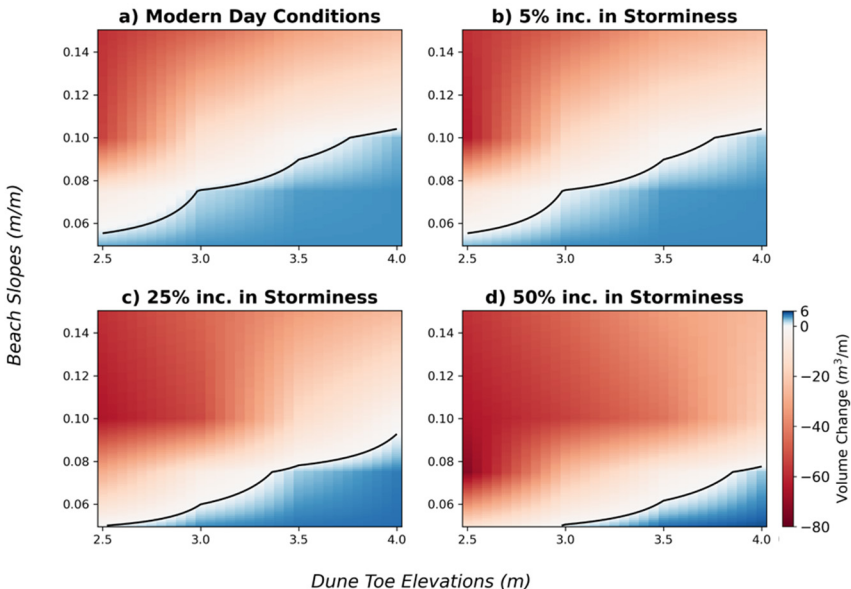 a) Modern Day Conditions
b) 5% inc. in Storminess
0.14
0.12
0.10
0.08
0.06
2.5 3.0 3.5 4.0
0.14
0.12
0.10
0.08
0.06
2.5 3.0 3.5 4.0
Beach Slopes (m/m)
c) 25% inc. in Storminess
d) 50% inc. in Storminess
0.14
0.12
0.10
0.08
0.06
2.5 3.0 3.5 4.0
0.14
0.12
0.10
0.08
0.06
2.5 3.0 3.5 4.0
6
0
−20
−40
−60
−80
Volume Change (m³/m)
Dune Toe Elevations (m)